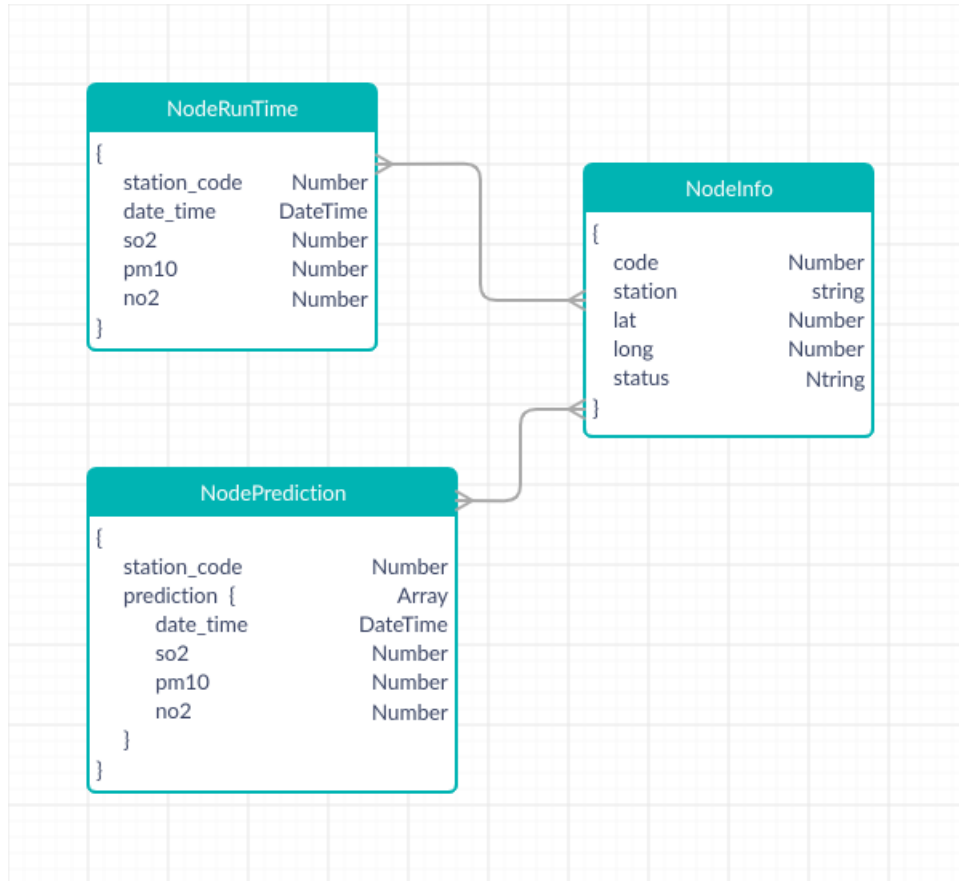 NodeRunTime
{
station_code Number
date_time DateTime
so2 Number
pm10 Number
no2 Number
}
NodeInfo
{
code Number
station string
lat Number
long Number
status Ntring
}
NodePrediction
{
station_code Number
prediction { Array
date_time DateTime
so2 Number
pm10 Number
no2 Number
}
}